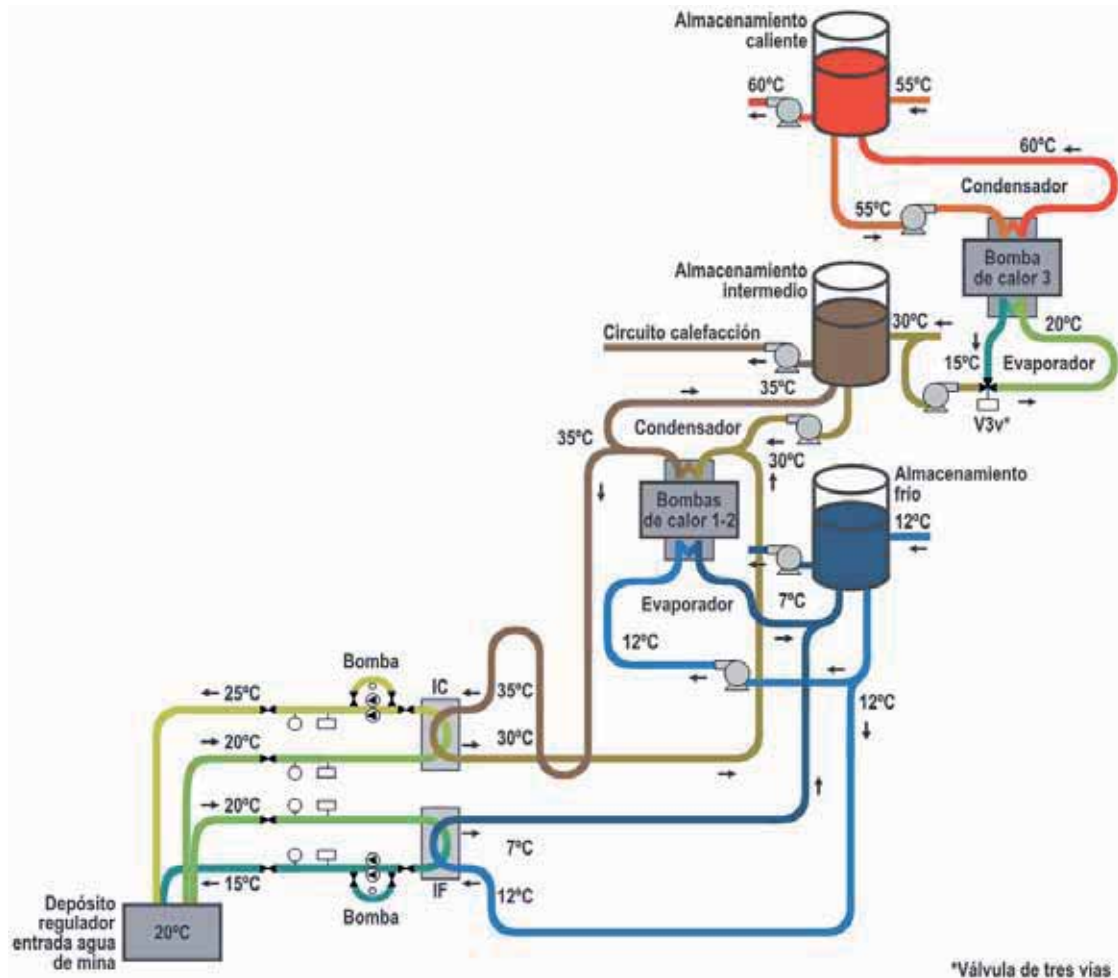 Almacenamiento
caliente
60ºC
55ºC
60ºC
Condensador
55ºC
Bomba
de calor 3
Almacenamiento
intermedio
30ºC
20ºC
Circuito calefacción
15ºC
Evaporador
35ºC
V3v*
35ºC
Condensador
30ºC
Almacenamiento
frío
Bombas
de calor 1-2
12ºC
Evaporador
7ºC
12ºC
Bomba
IC
25ºC
35ºC
12ºC
20ºC
30ºC
20ºC
7ºC
15ºC
IF
12ºC
Bomba
Depósito
regulador
entrada agua
de mina
20ºC
*Válvula de tres vías